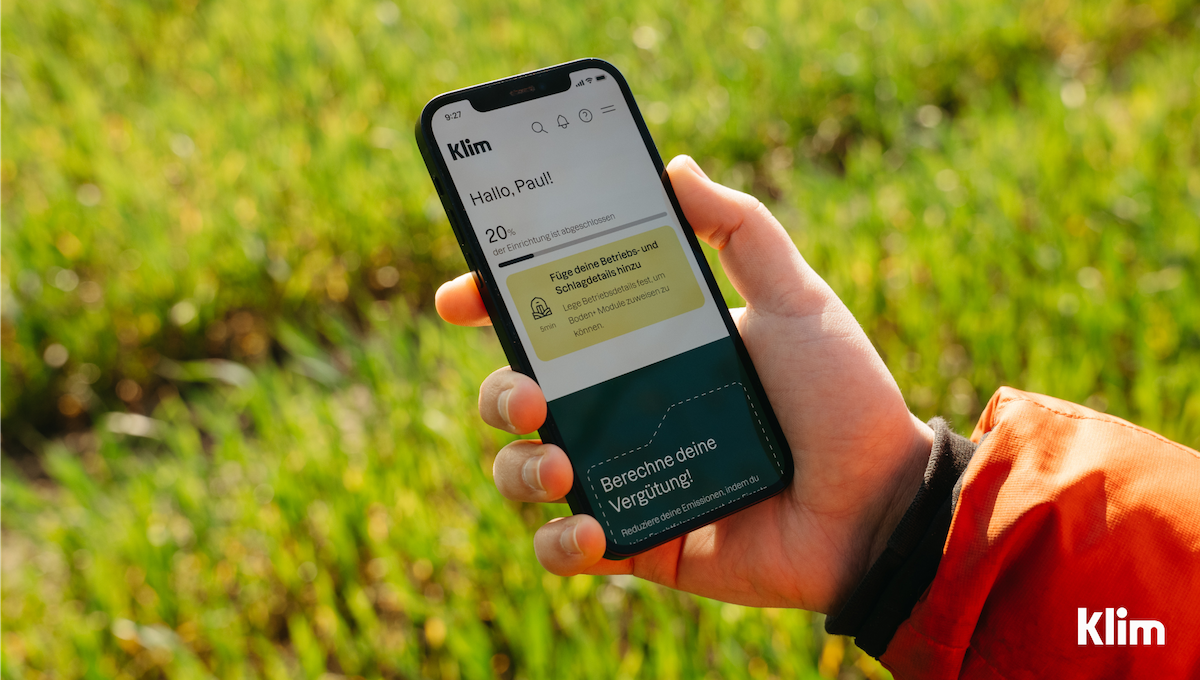 9:27
Klim
Hallo, Paul!
20%
der Einrichtung ist abgeschlossen
Füge deine Betriebs- und
Schlagdetails hinzu
Lege Betriebsdetails fest, um
Boden+ Module zuweisen zu
können.
5min
Berechne deine
Vergütung!
Reduziere deine Emissionen, indem du
Klim